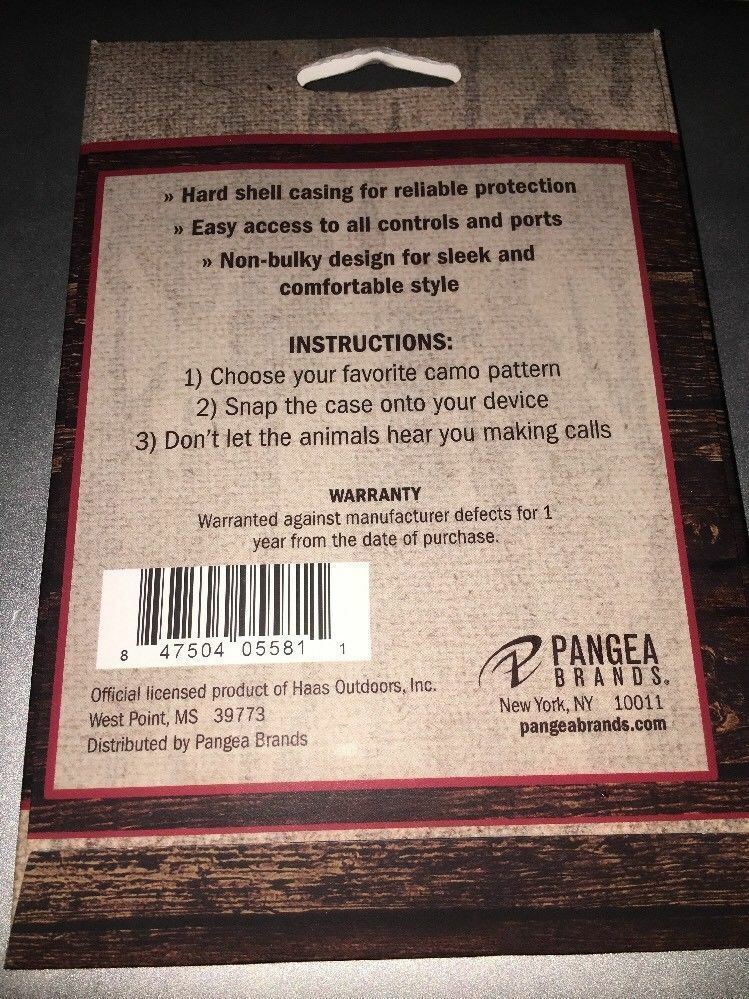 » Hard shell casing for reliable protection
» Easy access to all controls and ports
» Non-bulky design for sleek and
comfortable style
INSTRUCTIONS:
1) Choose your favorite camo pattern
2) Snap the case onto your device
3) Don't let the animals hear you making calls
WARRANTY
Warranted against manufacturer defects for 1
year from the date of purchase.
8 47504 05581 1
Official licensed product of Haas Outdoors, Inc.
West Point, MS 39773
Distributed by Pangea Brands
PANGEA
BRANDS®
New York, NY 10011
pangeabrands.com